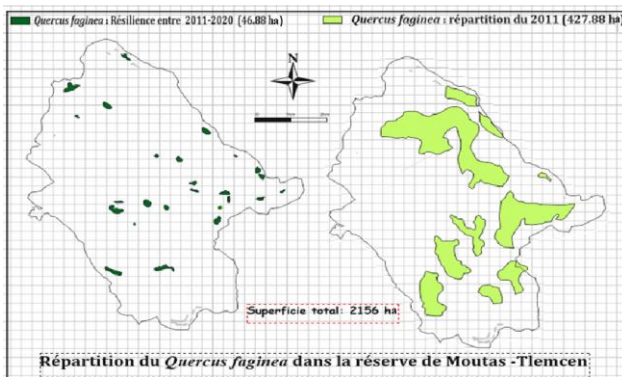 Quercus faginea : Résilience entre 2011-2020 (46.88 ha)
Quercus faginea : répartition du 2011 (427.88 ha)
N
Superficie total: 2156 ha
Répartition du Quercus faginea dans la réserve de Moutas -Tlemcen